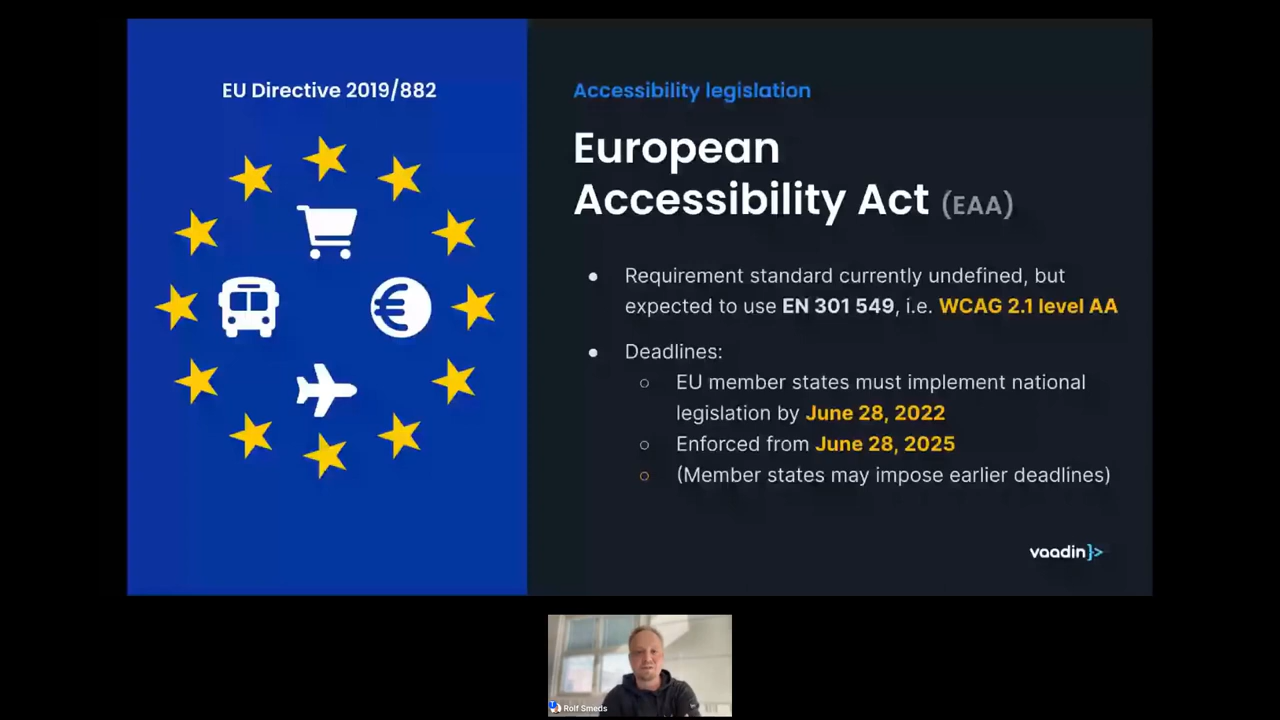 EU Directive 2019/882
Accessibility legislation
European
Accessibility Act (EAA)
● Requirement standard currently undefined, but
expected to use EN 301 549, i.e. WCAG 2.1 level AA
● Deadlines:
○ EU member states must implement national
legislation by June 28, 2022
○ Enforced from June 28, 2025
○ (Member states may impose earlier deadlines)
vaadin}>
Rolf Smeds